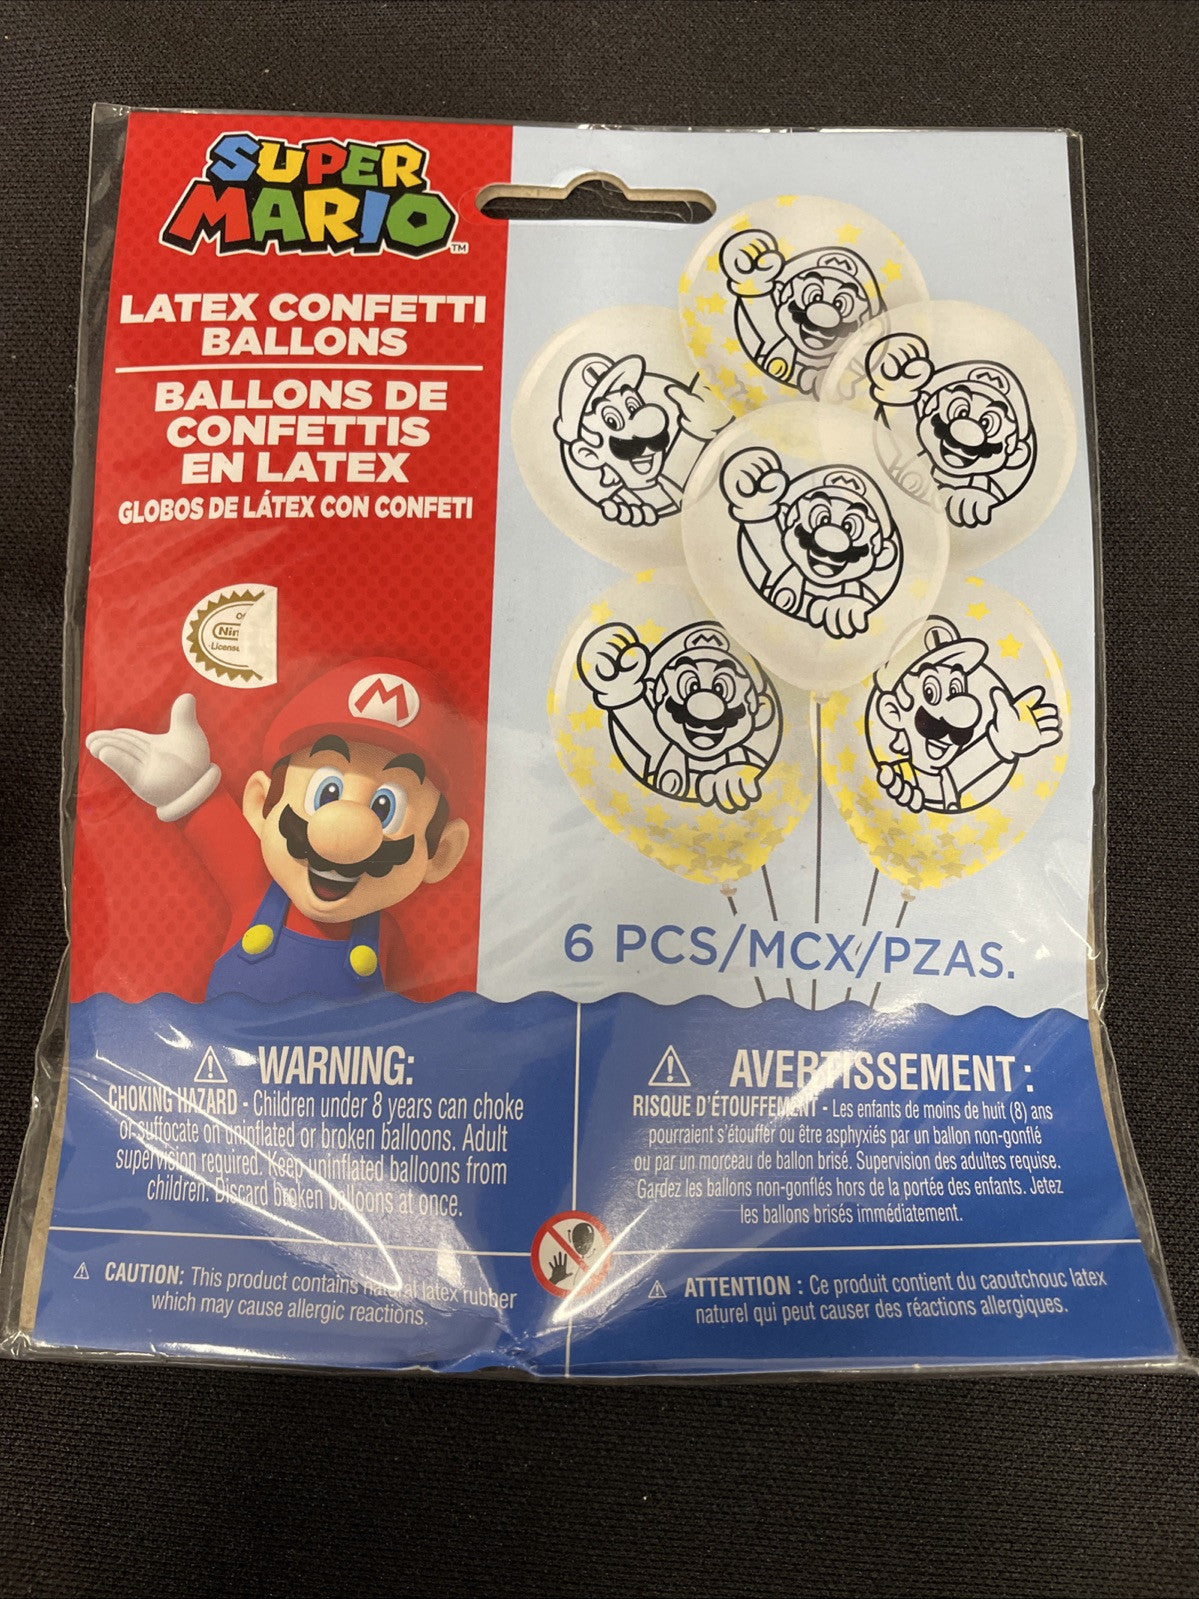 SUPER
MARIO™
LATEX CONFETTI
BALLONS
BALLONS DE
CONFETTIS
EN LATEX
GLOBOS DE LÁTEX CON CONFETI
M
6 PCS/MCX/PZAS.
WARNING:
CHOKING HAZARD - Children under 8 years can choke
or suffocate on uninflated or broken balloons. Adult
supervision required. Keep uninflated balloons from
children. Discard broken balloons at once.
CAUTION: This product contains natural latex rubber
which may cause allergic reactions.
AVERTISSEMENT :
RISQUE D'ÉTOUFFEMENT - Les enfants de moins de huit (8) ans
pourraient s'étouffer ou être asphyxiés par un ballon non-gonflé
ou par un morceau de ballon brisé. Supervision des adultes requise.
Gardez les ballons non-gonflés hors de la portée des enfants. Jetez
les ballons brisés immédiatement.
ATTENTION : Ce produit contient du caoutchouc latex
naturel qui peut causer des réactions allergiques.